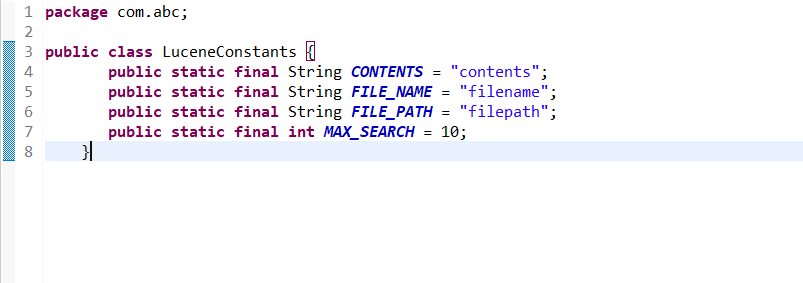 1 package com.abc;
2
3 public class LuceneConstants {
4 public static final String CONTENTS = "contents";
5 public static final String FILE_NAME = "filename";
6 public static final String FILE_PATH = "filepath";
7 public static final int MAX_SEARCH = 10;
8 }